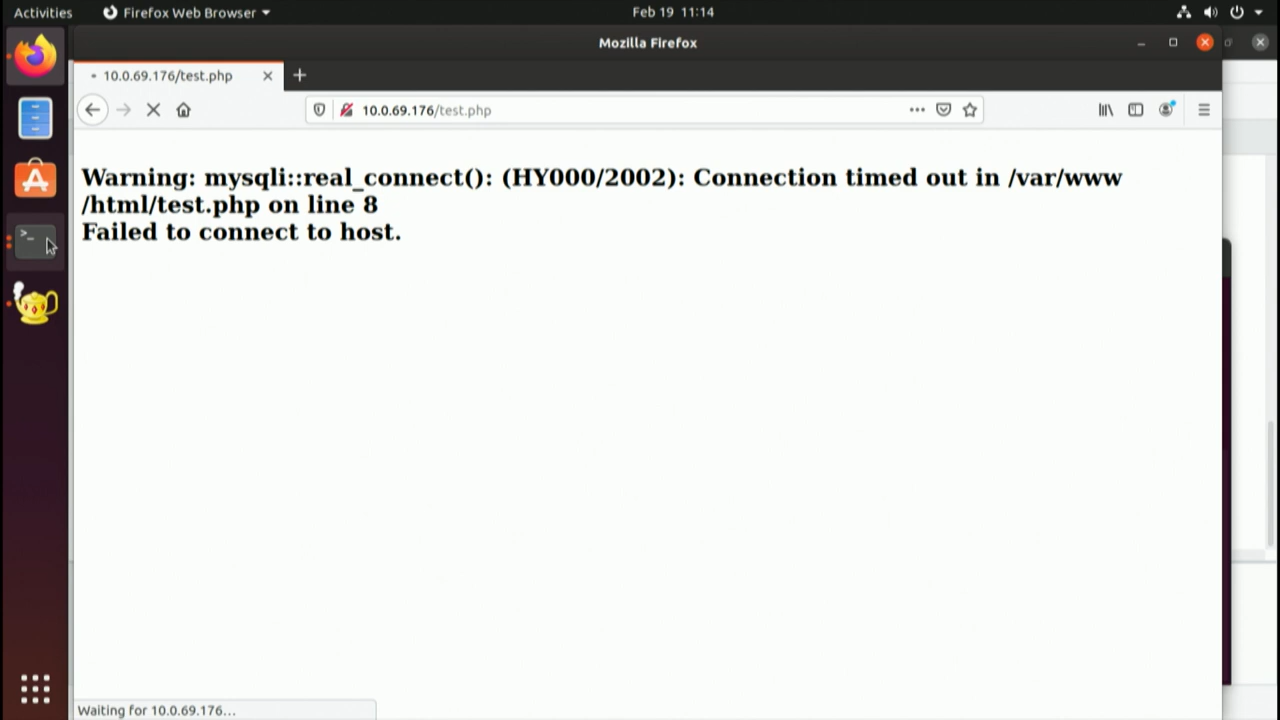 Activities
Firefox Web Browser
Feb 19 11:14
Mozilla Firefox
10.0.69.176/test.php
10.0.69.176/test.php
Warning: mysqli::real_connect(): (HY000/2002): Connection timed out in /var/www
/html/test.php on line 8
Failed to connect to host.
Waiting for 10.0.69.176...